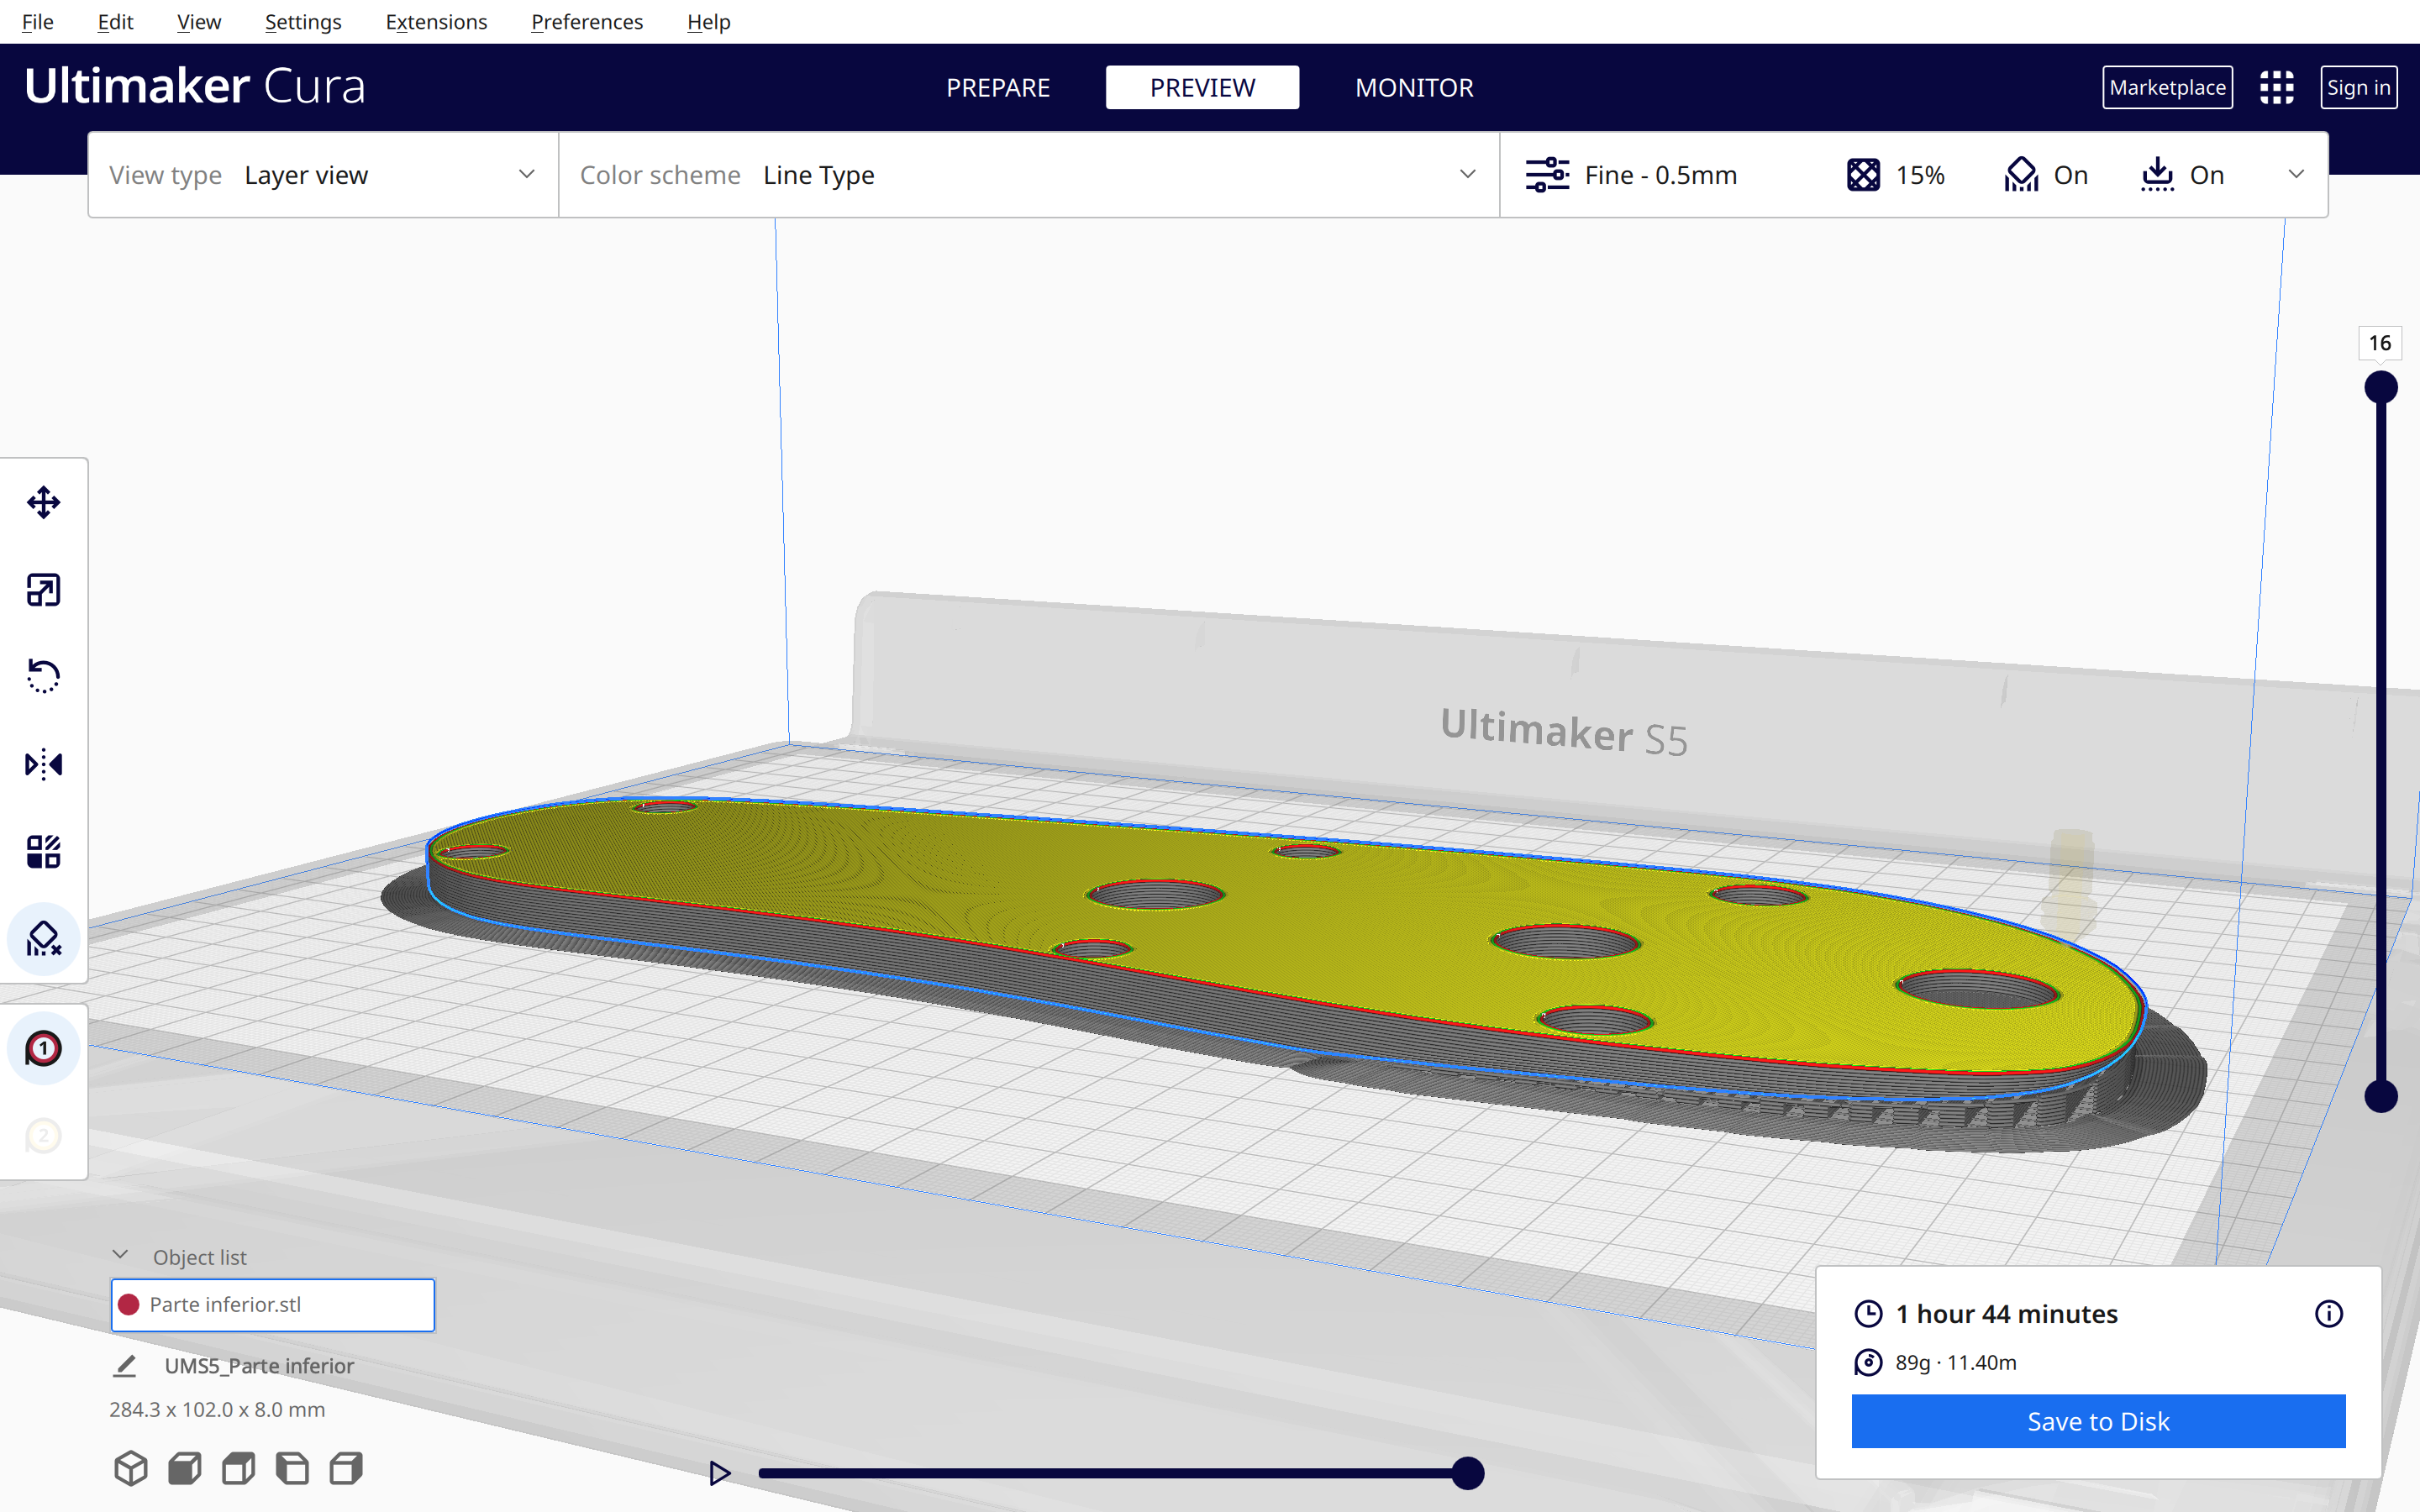 File Edit View Settings Extensions Preferences Help
Ultimaker Cura
PREPARE PREVIEW MONITOR
Marketplace Sign in
View type Layer view
Color scheme Line Type
Fine - 0.5mm 15% On On
16
Ultimaker S5
1
2
Object list
Parte inferior.stl
UMS5_Parte inferior
284.3 x 102.0 x 8.0 mm
1 hour 44 minutes
89g · 11.40m
Save to Disk